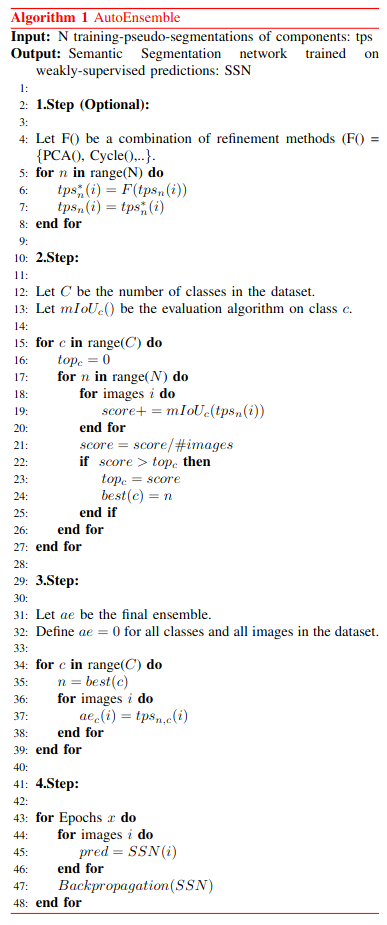 Algorithm 1 AutoEnsemble
Input: N training-pseudo-segmentations of components: tps
Output: Semantic Segmentation network trained on
weakly-supervised predictions: SSN
1:
2: 1.Step (Optional):
3:
4: Let F() be a combination of refinement methods (F() =
{PCA(), Cycle(),..}.
5: for n in range(N) do
6: tps*_n(i) = F(tps_n(i))
7: tps_n(i) = tps*_n(i)
8: end for
9:
10: 2.Step:
11:
12: Let C be the number of classes in the dataset.
13: Let mIoU_c() be the evaluation algorithm on class c.
14:
15: for c in range(C) do
16: top_c = 0
17: for n in range(N) do
18: for images i do
19: score+ = mIoU_c(tps_n(i))
20: end for
21: score = score/#images
22: if score > top_c then
23: top_c = score
24: best(c) = n
25: end if
26: end for
27: end for
28:
29: 3.Step:
30:
31: Let ae be the final ensemble.
32: Define ae = 0 for all classes and all images in the dataset.
33:
34: for c in range(C) do
35: n = best(c)
36: for images i do
37: ae_c(i) = tps_n,c(i)
38: end for
39: end for
40:
41: 4.Step:
42:
43: for Epochs x do
44: for images i do
45: pred = SSN(i)
46: end for
47: Backpropagation(SSN)
48: end for